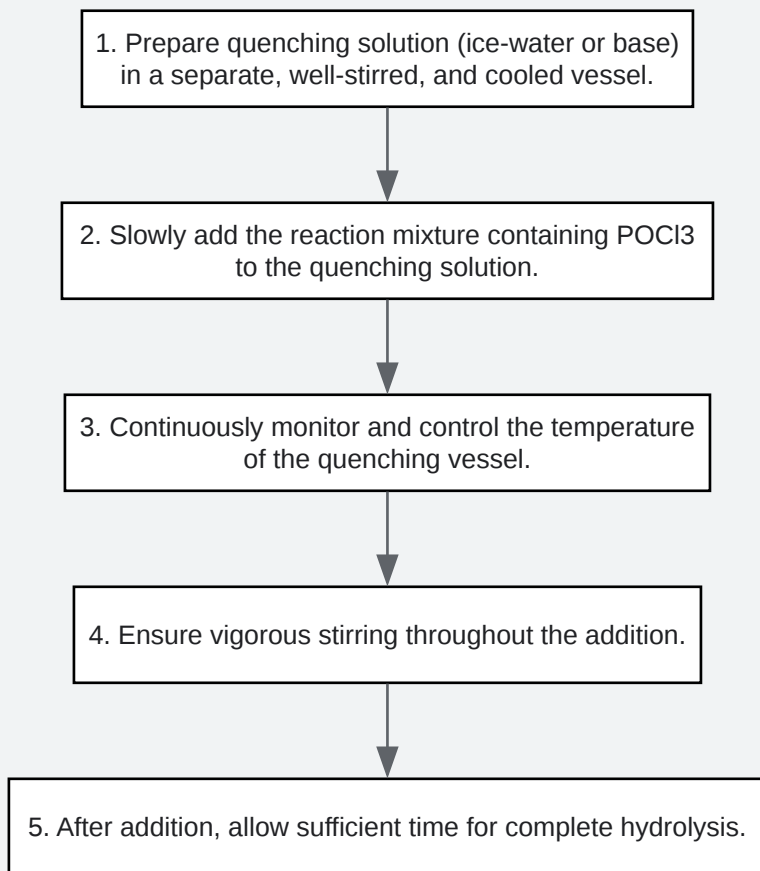 1. Prepare quenching solution (ice-water or base)
in a separate, well-stirred, and cooled vessel.
2. Slowly add the reaction mixture containing POCl3
to the quenching solution.
3. Continuously monitor and control the temperature
of the quenching vessel.
4. Ensure vigorous stirring throughout the addition.
5. After addition, allow sufficient time for complete hydrolysis.